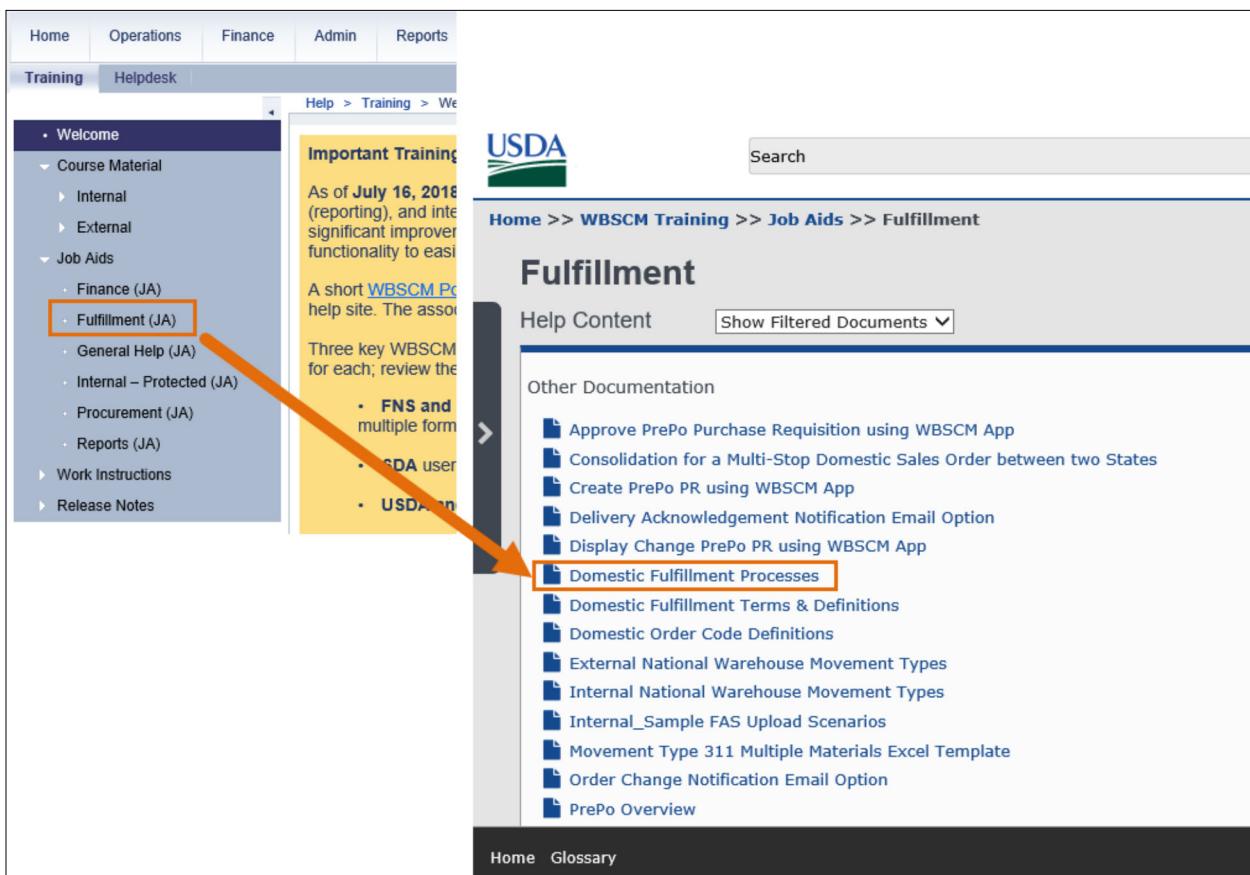 Home Operations Finance Admin Reports
Training Helpdesk
Help > Training > We
• Welcome
Course Material
Internal
External
Job Aids
Finance (JA)
Fulfillment (JA)
General Help (JA)
Internal – Protected (JA)
Procurement (JA)
Reports (JA)
Work Instructions
Release Notes
Important Training
As of July 16, 2018
(reporting), and inte
significant improver
functionality to easi
A short WBSCM Po
help site. The asso
Three key WBSCM
for each; review the
• FNS and
multiple form
• SDA user
• USDA an
USDA
Search
Home >> WBSCM Training >> Job Aids >> Fulfillment
Fulfillment
Help Content Show Filtered Documents
Other Documentation
Approve PrePo Purchase Requisition using WBSCM App
Consolidation for a Multi-Stop Domestic Sales Order between two States
Create PrePo PR using WBSCM App
Delivery Acknowledgement Notification Email Option
Display Change PrePo PR using WBSCM App
Domestic Fulfillment Processes
Domestic Fulfillment Terms & Definitions
Domestic Order Code Definitions
External National Warehouse Movement Types
Internal National Warehouse Movement Types
Internal_Sample FAS Upload Scenarios
Movement Type 311 Multiple Materials Excel Template
Order Change Notification Email Option
PrePo Overview
Home Glossary